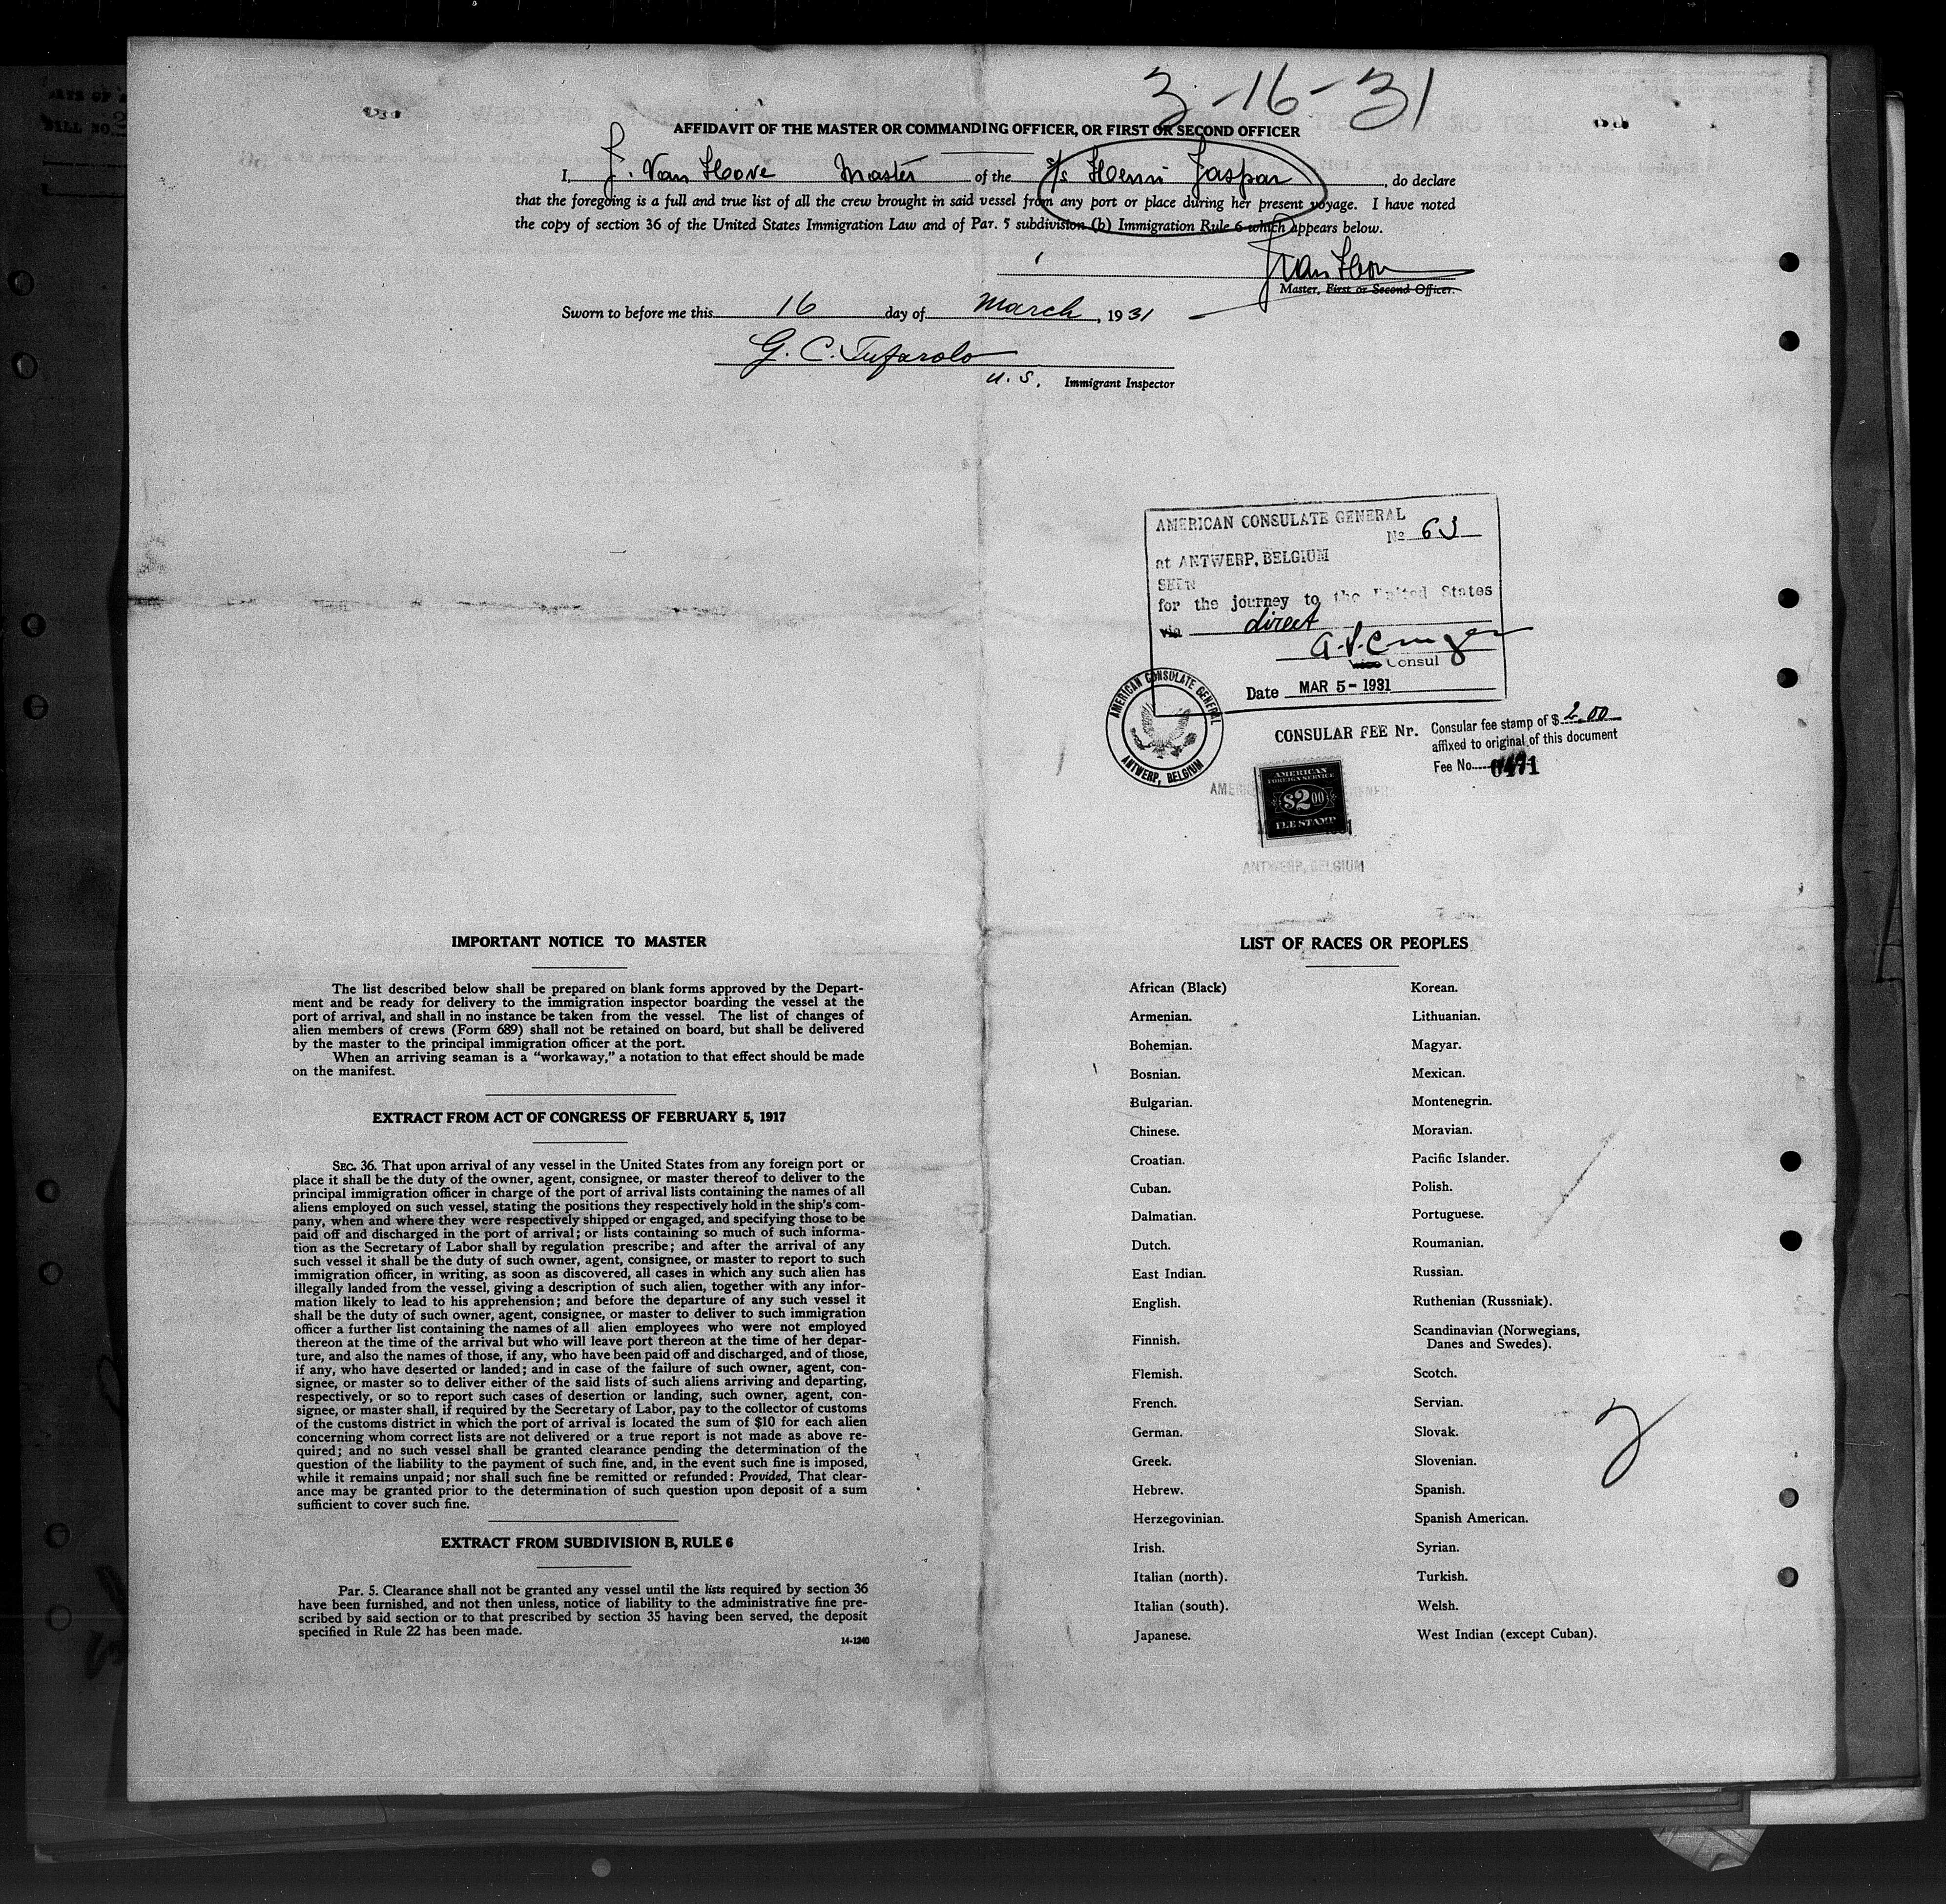 3-16-31
AFFIDAVIT OF THE MASTER OR COMMANDING OFFICER, OR FIRST OR SECOND OFFICER
I, J. Van Hove Master of the s/s Henri Jaspar, do declare
that the foregoing is a full and true list of all the crew brought in said vessel from any port or place during her present voyage. I have noted
the copy of section 36 of the United States Immigration Law and of Par. 5 subdivision (b) Immigration Rule 6 which appears below.
JVan Hove
Master, First or Second Officer.
Sworn to before me this 16 day of March, 1931
G. C. Tufarolo
U.S. Immigrant Inspector
AMERICAN CONSULATE GENERAL
No 63
at ANTWERP, BELGIUM
SEEN
for the journey to the United States
via direct
Vice Consul
Date MAR 5-1931
AMERICAN CONSULATE GENERAL
ANTWERP, BELGIUM
CONSULAR FEE Nr.
Consular fee stamp of $ 2.00
affixed to original of this document
Fee No. 0471
AMERICAN
FOREIGN SERVICE
$2.00
FEE STAMP
ANTWERP, BELGIUM
IMPORTANT NOTICE TO MASTER
The list described below shall be prepared on blank forms approved by the Depart-
ment and be ready for delivery to the immigration inspector boarding the vessel at the
port of arrival, and shall in no instance be taken from the vessel. The list of changes of
alien members of crews (Form 689) shall not be retained on board, but shall be delivered
by the master to the principal immigration officer at the port.
When an arriving seaman is a “workaway,” a notation to that effect should be made
on the manifest.
EXTRACT FROM ACT OF CONGRESS OF FEBRUARY 5, 1917
SEC. 36. That upon arrival of any vessel in the United States from any foreign port or
place it shall be the duty of the owner, agent, consignee, or master thereof to deliver to the
principal immigration officer in charge of the port of arrival lists containing the names of all
aliens employed on such vessel, stating the positions they respectively hold in the ship's com-
pany, when and where they were respectively shipped or engaged, and specifying those to be
paid off and discharged in the port of arrival; or lists containing so much of such informa-
tion as the Secretary of Labor shall by regulation prescribe; and after the arrival of any
such vessel it shall be the duty of such owner, agent, consignee, or master to report to such
immigration officer, in writing, as soon as discovered, all cases in which any such alien has
illegally landed from the vessel, giving a description of such alien, together with any infor-
mation likely to lead to his apprehension; and before the departure of any such vessel it
shall be the duty of such owner, agent, consignee, or master to deliver to such immigration
officer a further list containing the names of all alien employees who were not employed
thereon at the time of the arrival but who will leave port thereon at the time of her depar-
ture, and also the names of those, if any, who have been paid off and discharged, and of those,
if any, who have deserted or landed; and in case of the failure of such owner, agent, con-
signee, or master so to deliver either of the said lists of such aliens arriving and departing,
respectively, or so to report such cases of desertion or landing, such owner, agent, con-
signee, or master shall, if required by the Secretary of Labor, pay to the collector of customs
of the customs district in which the port of arrival is located the sum of $10 for each alien
concerning whom correct lists are not delivered or a true report is not made as above re-
quired; and no such vessel shall be granted clearance pending the determination of the
question of the liability to the payment of such fine, and, in the event such fine is imposed,
while it remains unpaid; nor shall such fine be remitted or refunded: Provided, That clear-
ance may be granted prior to the determination of such question upon deposit of a sum
sufficient to cover such fine.
EXTRACT FROM SUBDIVISION B, RULE 6
Par. 5. Clearance shall not be granted any vessel until the lists required by section 36
have been furnished, and not then unless, notice of liability to the administrative fine pre-
scribed by said section or to that prescribed by section 35 having been served, the deposit
specified in Rule 22 has been made.
14-1240
LIST OF RACES OR PEOPLES
African (Black)
Armenian.
Bohemian.
Bosnian.
Bulgarian.
Chinese.
Croatian.
Cuban.
Dalmatian.
Dutch.
East Indian.
English.
Finnish.
Flemish.
French.
German.
Greek.
Hebrew.
Herzegovinian.
Irish.
Italian (north).
Italian (south).
Japanese.
Korean.
Lithuanian.
Magyar.
Mexican.
Montenegrin.
Moravian.
Pacific Islander.
Polish.
Portuguese.
Roumanian.
Russian.
Ruthenian (Russniak).
Scandinavian (Norwegians,
Danes and Swedes).
Scotch.
Servian.
Slovak.
Slovenian.
Spanish.
Spanish American.
Syrian.
Turkish.
Welsh.
West Indian (except Cuban).